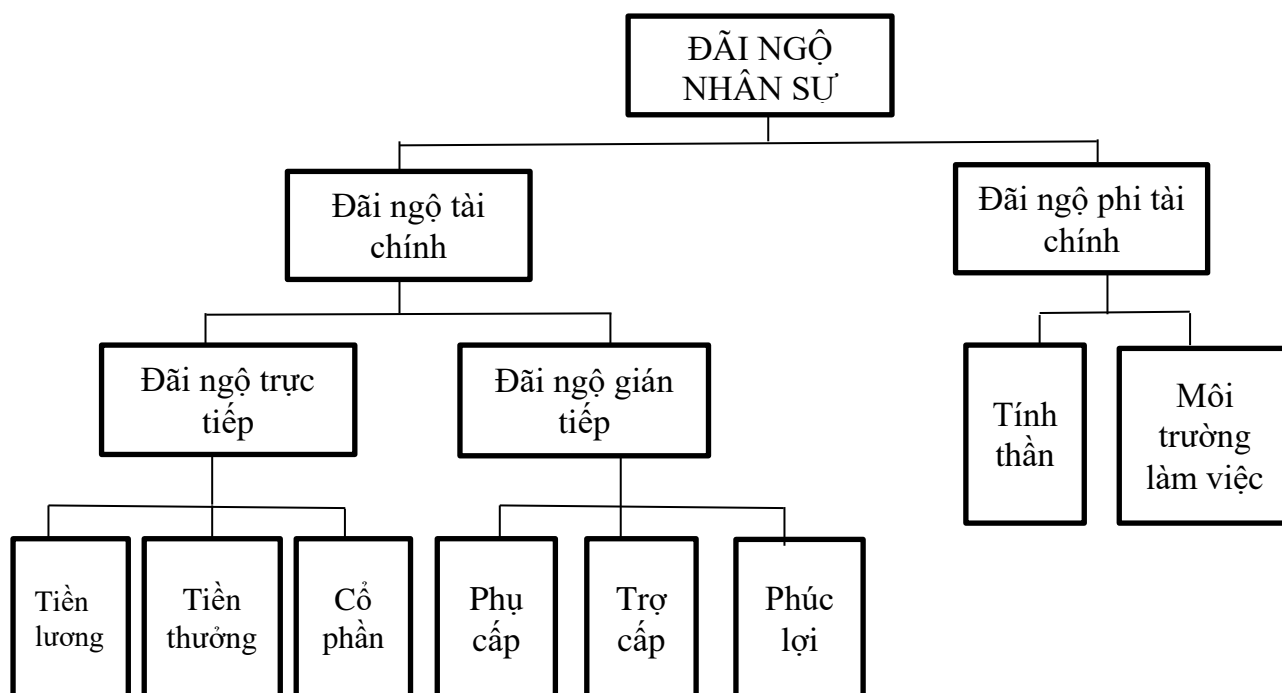 ĐÃI NGỘ
NHÂN SỰ
Đãi ngộ tài
chính
Đãi ngộ phi tài
chính
Đãi ngộ trực
tiếp
Đãi ngộ gián
tiếp
Tính
thần
Môi
trường
làm việc
Tiền
lương
Tiền
thưởng
Cổ
phần
Phụ
cấp
Trợ
cấp
Phúc
lợi